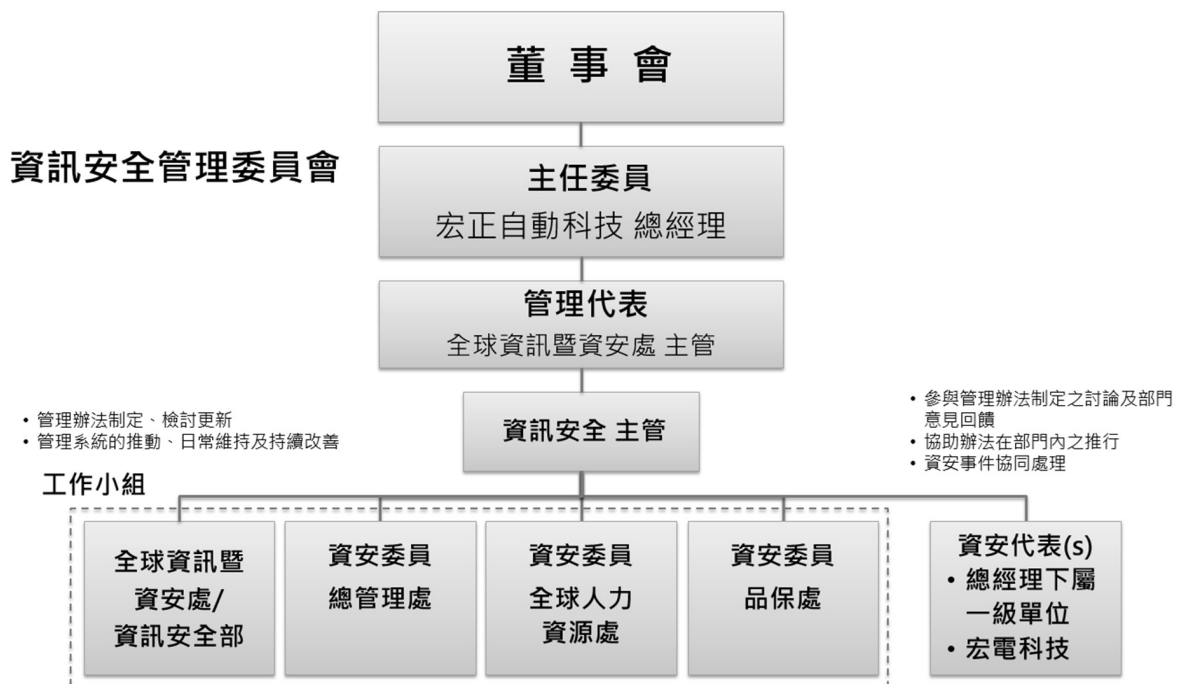 董 事 會
資訊安全管理委員會
主任委員
宏正自動科技 總經理
管理代表
全球資訊暨資安處 主管
資訊安全 主管
• 管理辦法制定、檢討更新
• 管理系統的推動、日常維持及持續改善
• 參與管理辦法制定之討論及部門
意見回饋
• 協助辦法在部門內之推行
• 資安事件協同處理
工作小組
全球資訊暨
資安處/
資訊安全部
資安委員
總管理處
資安委員
全球人力
資源處
資安委員
品保處
資安代表(s)
• 總經理下屬
一級單位
• 宏電科技